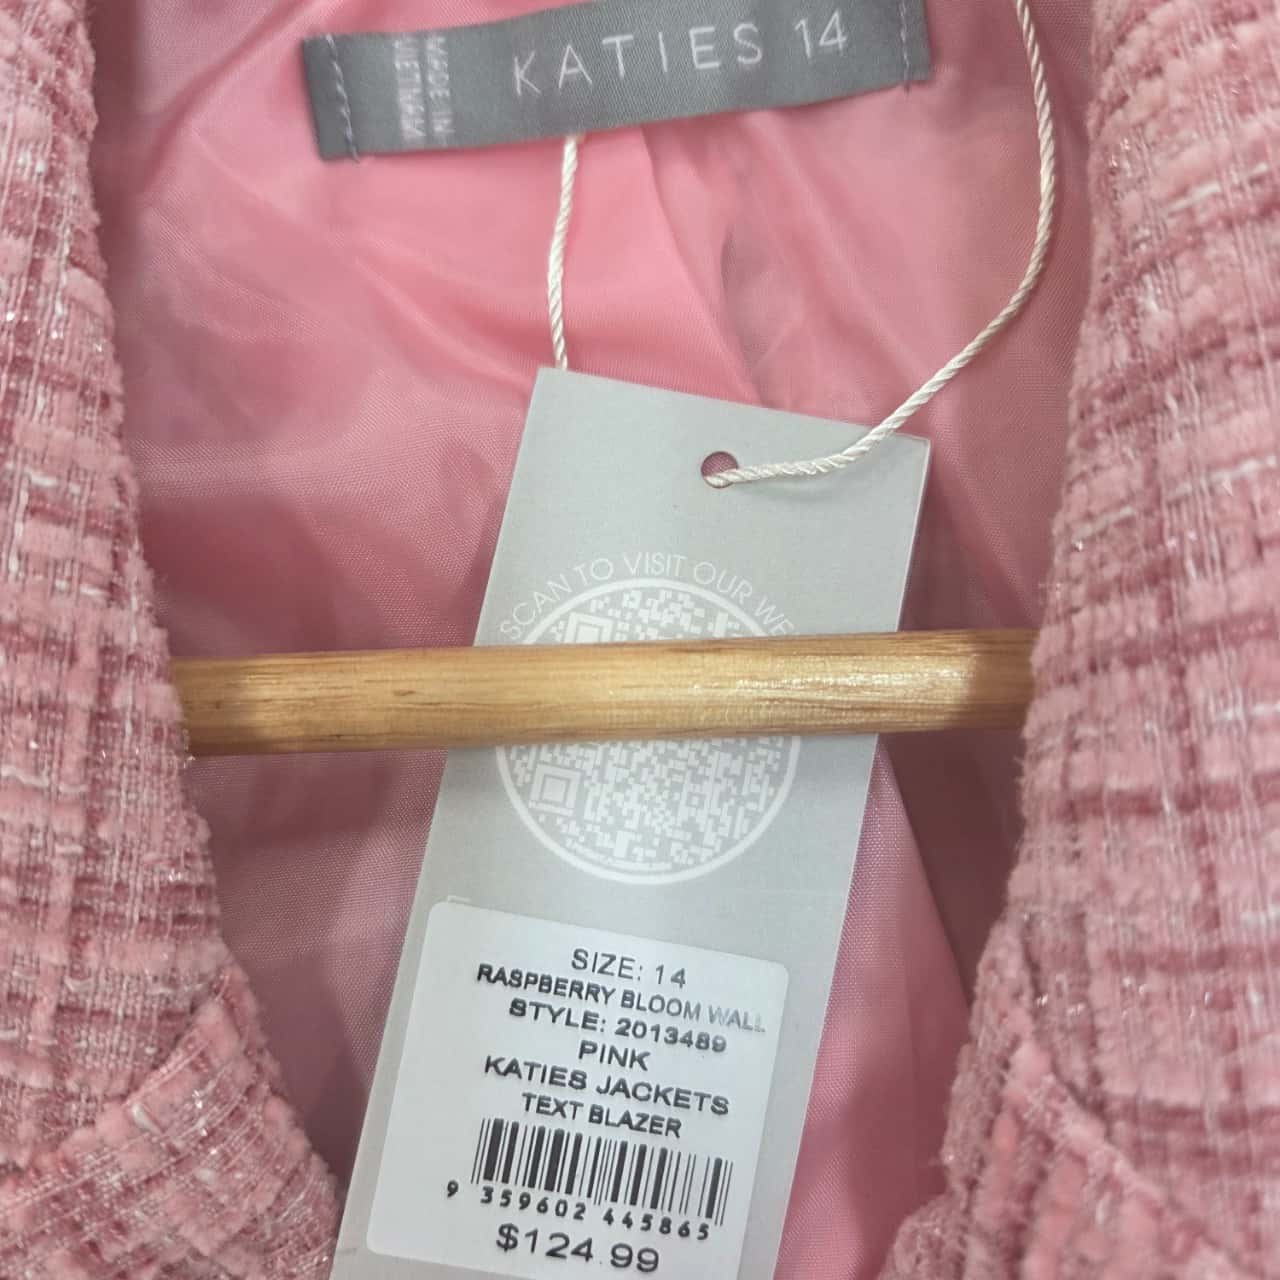 KATIES 14
MADE IN
VIETNAM
SCAN TO VISIT OUR WE
SIZE: 14
RASPBERRY BLOOM WALL
STYLE: 2013489
PINK
KATIES JACKETS
TEXT BLAZER
9 359602 445865
$124.99